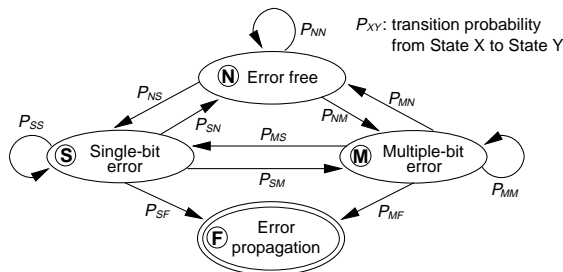 P_NN
P_XY: transition probability
from State X to State Y
N Error free
P_NS
P_SN
P_NM
P_MN
P_SS
P_MS
S Single-bit
error
M Multiple-bit
error
P_SM
P_MM
P_SF
P_MF
F Error
propagation